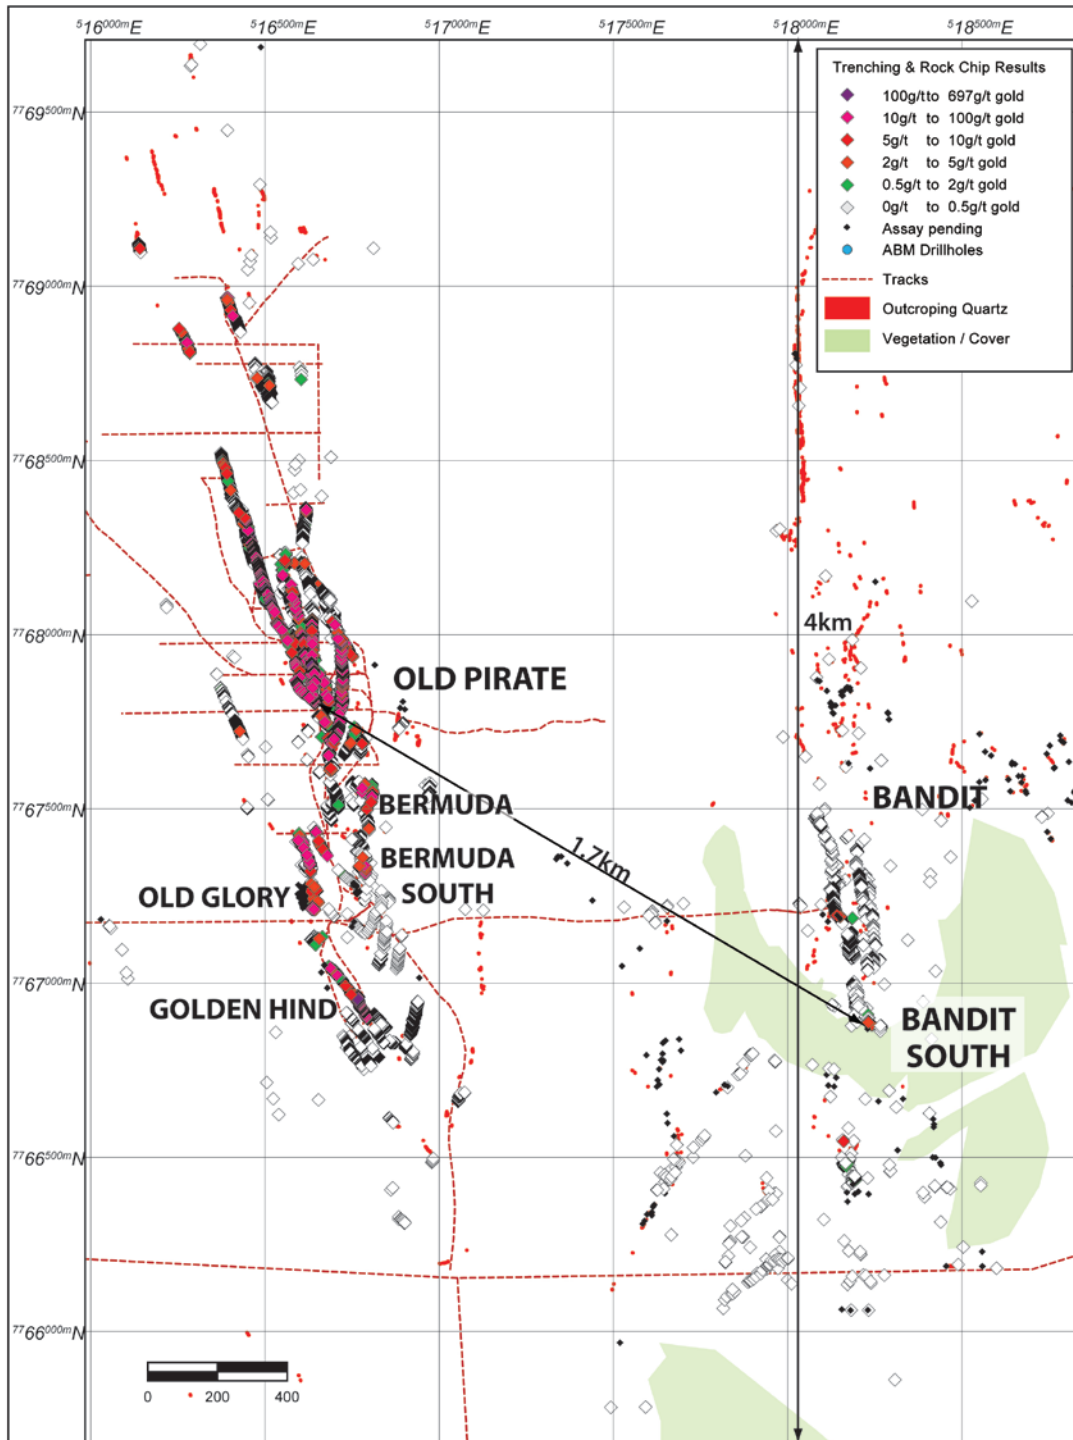 516000mE 516500mE 517000mE 517500mE 518000mE 518500mE
Trenching & Rock Chip Results
100g/t to 697g/t gold
10g/t to 100g/t gold
5g/t to 10g/t gold
2g/t to 5g/t gold
0.5g/t to 2g/t gold
0g/t to 0.5g/t gold
Assay pending
ABM Drillholes
Tracks
Outcroping Quartz
Vegetation / Cover
7769500mN
7769000mN
7768500mN
7768000mN
4km
OLD PIRATE
7767500mN
BERMUDA
BANDIT
1.7km
BERMUDA
SOUTH
OLD GLORY
7767000mN
GOLDEN HIND
BANDIT
SOUTH
7766500mN
7766000mN
0 200 400